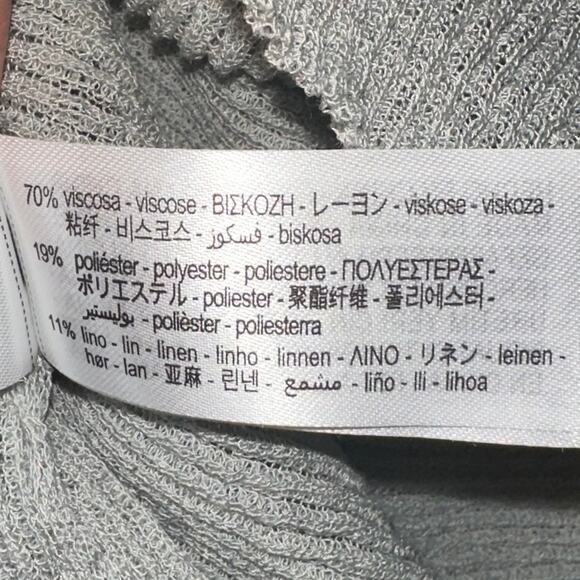 70% viscosa - viscose - ΒΙΣΚΟΖΗ - レーヨン - viskose - viskoza -
粘纤 - 비스코스 - فسكوز - biskosa
19% poliéster - polyester - poliestere - ΠΟΛΥΕΣΤΕΡΑΣ -
ポリエステル - poliester - 聚酯纤维 - 폴리에스터 -
بوليستير - polièster - poliesterra
11% lino - lin - linen - linho - linnen - ΛΙΝΟ - リネン - leinen -
hør - lan - 亚麻 - 린넨 - مشمع - liño - lli - lihoa